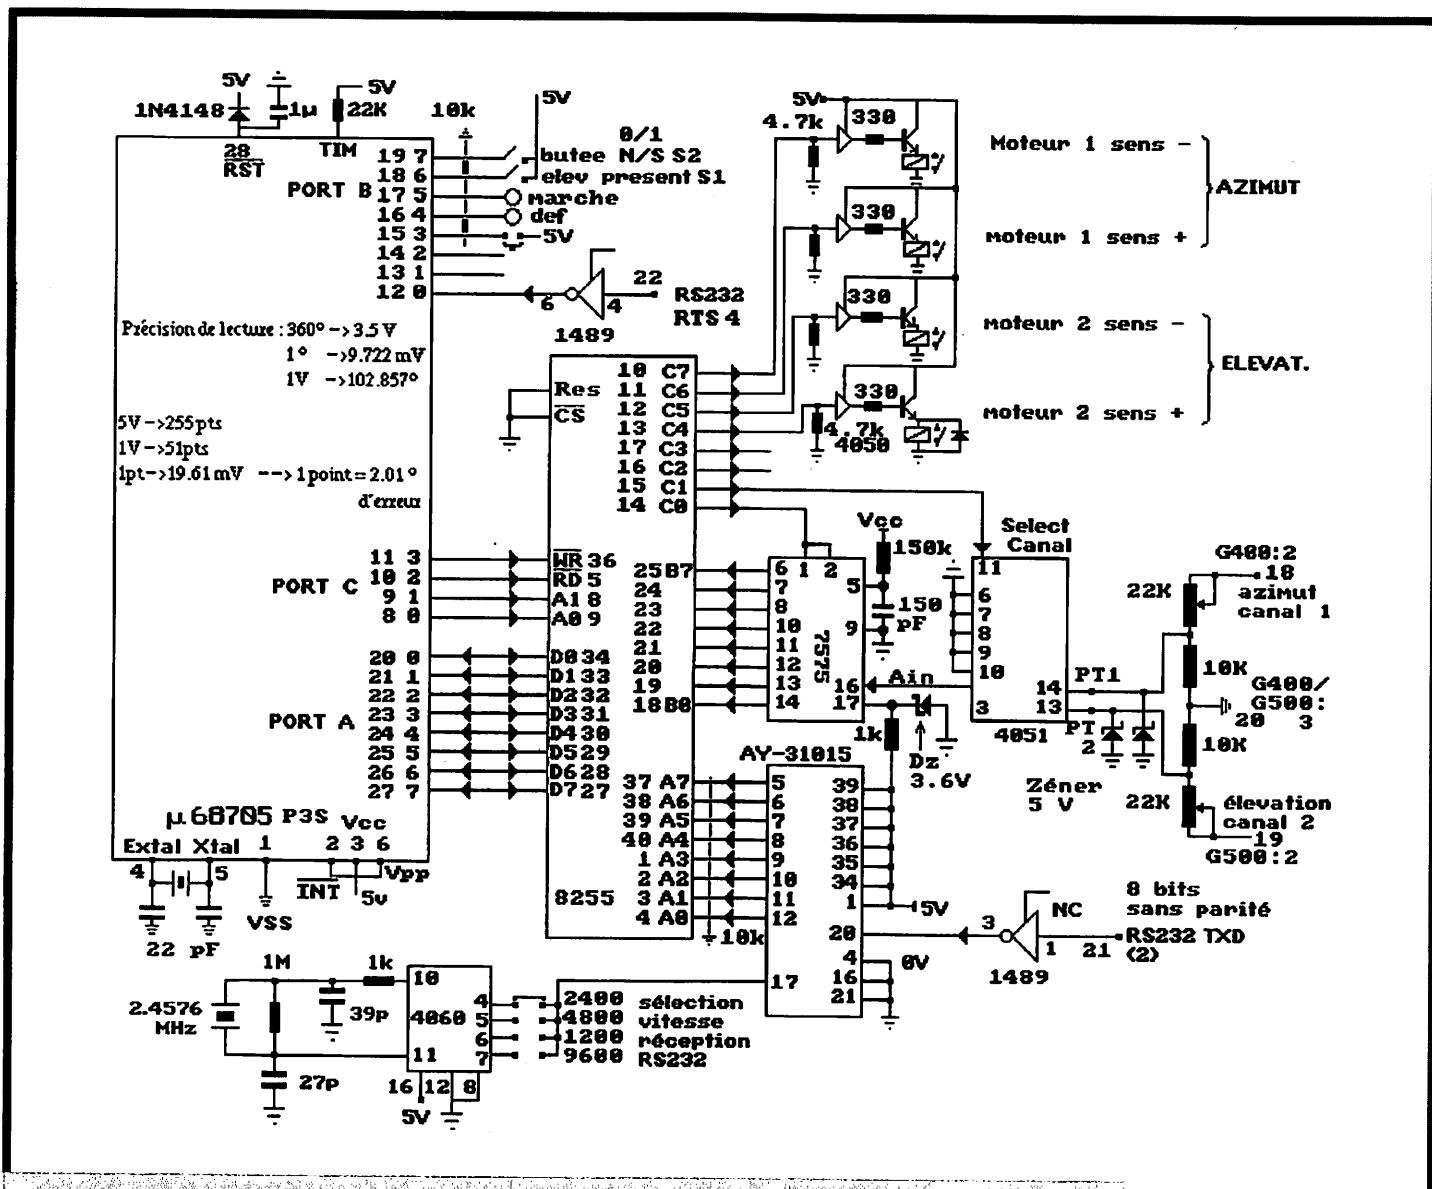 5V
1N4148
1µ
5V
22K
10k
28
RST
TIM
PORT B
19 7
18 6
17 5
16 4
15 3
14 2
13 1
12 0
5V
0/1
butee N/S S2
elev present S1
marche
def
5V
6
4
1489
22
RS232
RTS 4
Précision de lecture : 360° -> 3.5 V
1° ->9.722 mV
1V ->102.857°
5V ->255pts
1V ->51pts
1pt->19.61 mV --> 1 point = 2.01 °
d'erreur
5V
4.7k
330
330
330
330
4.7k
4050
Moteur 1 sens -
moteur 1 sens +
AZIMUT
moteur 2 sens -
moteur 2 sens +
ELEVAT.
Res
CS
10 C7
11 C6
12 C5
13 C4
17 C3
16 C2
15 C1
14 C0
PORT C
11 3
10 2
9 1
8 0
WR 36
RD 5
A1 8
A0 9
25 B7
24
23
22
21
20
19
18 B0
PORT A
20 0
21 1
22 2
23 3
24 4
25 5
26 6
27 7
D0 34
D1 33
D2 32
D3 31
D4 30
D5 29
D6 28
D7 27
37 A7
38 A6
39 A5
40 A4
1 A3
2 A2
3 A1
4 A0
8255
10k
Vcc
150k
150
pF
6
7
8
10
11
12
13
14
1 2
5
9
16
17
7575
Ain
1k
Dz
3.6V
Select
Canal
11
6
7
8
9
10
3
14
13
4051
PT1
PT
2
Zéner
5 V
22K
10K
10K
22K
G400:2
18
azimut
canal 1
G400/
G500:
20 3
élevation
canal 2
19
G500:2
AY-31015
5
6
7
8
9
10
11
12
17
39
38
37
36
35
34
1
20
4
16
21
5V
0V
3
NC
1
1489
21
8 bits
sans parité
RS232 TXD
(2)
µ 68705 P3S
Vcc
Extal Xtal
4
5
1
2 3 6
INT
5v
Vpp
VSS
22 pF
2.4576
MHz
1M
1k
39p
27p
10
4060
11
4
5
6
7
16 12 8
5V
2400
4800
1200
9600
sélection
vitesse
réception
RS232